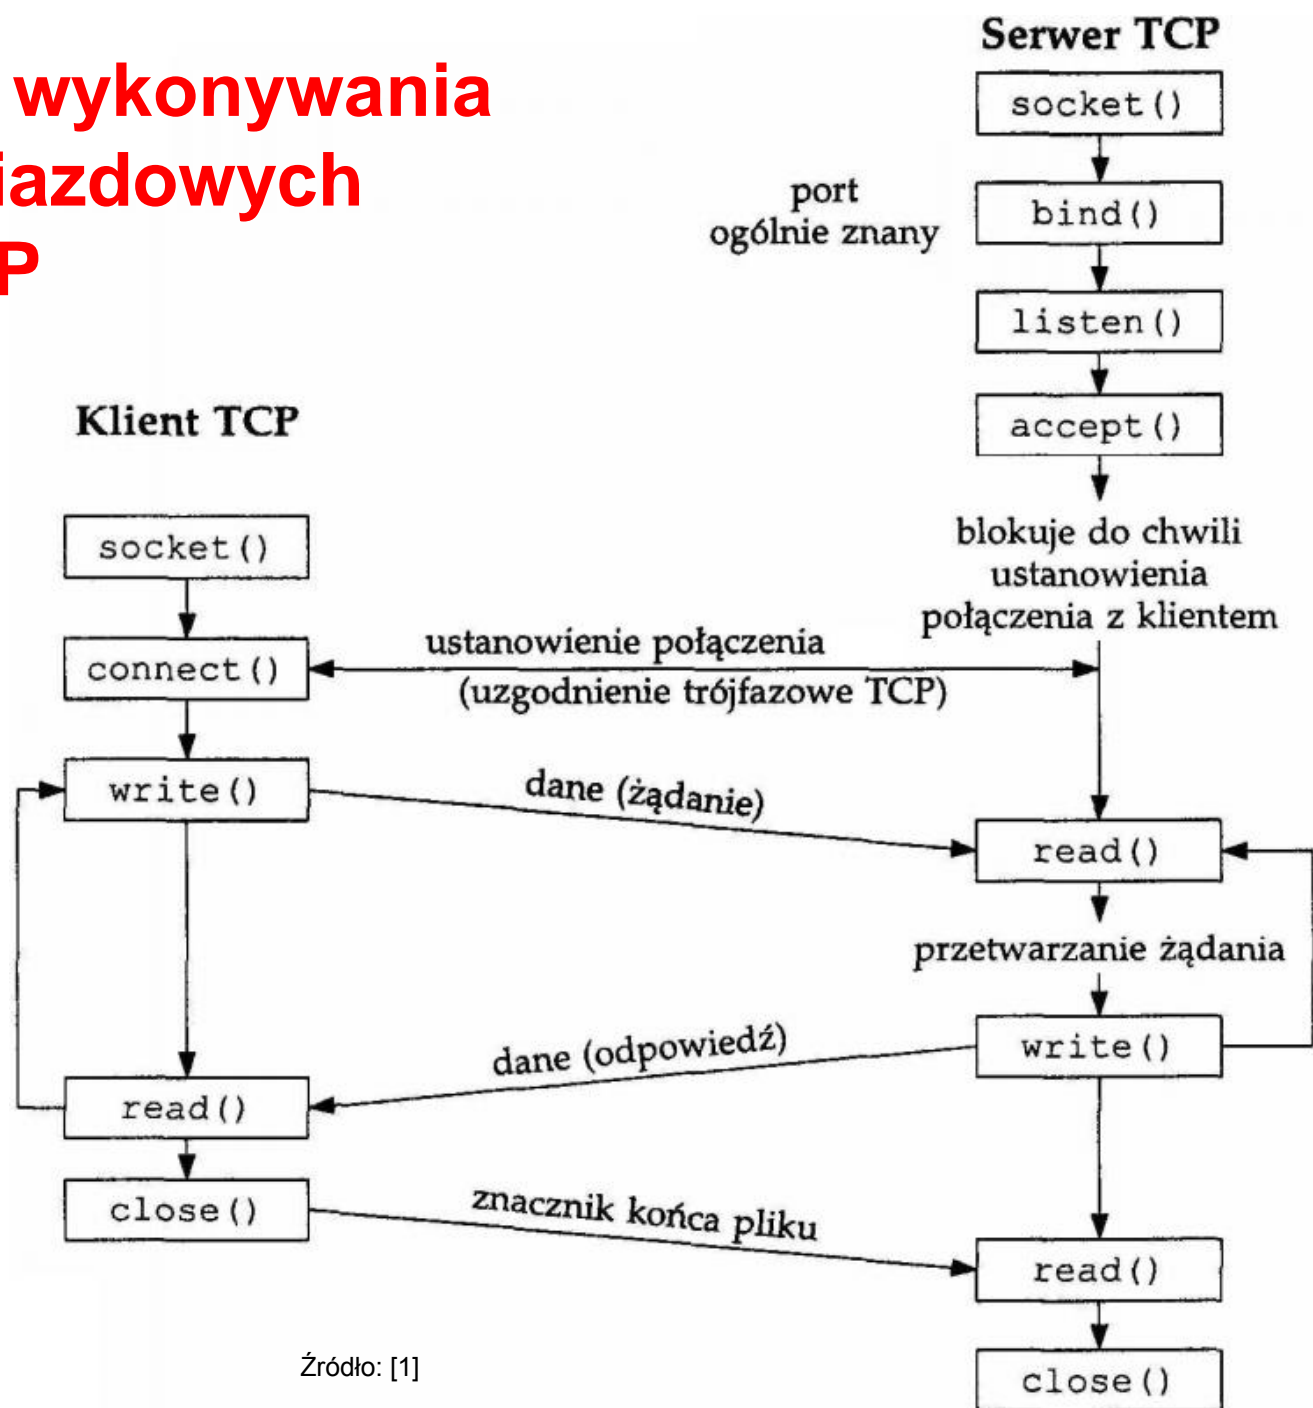 wykonywania
iazdowych
P
Serwer TCP
socket()
port
ogólnie znany
bind()
listen()
accept()
Klient TCP
blokuje do chwili
ustanowienia
połączenia z klientem
socket()
connect()
ustanowienie połączenia
(uzgodnienie trójfazowe TCP)
write()
dane (żądanie)
read()
przetwarzanie żądania
write()
dane (odpowiedź)
read()
close()
znacznik końca pliku
read()
close()
Źródło: [1]